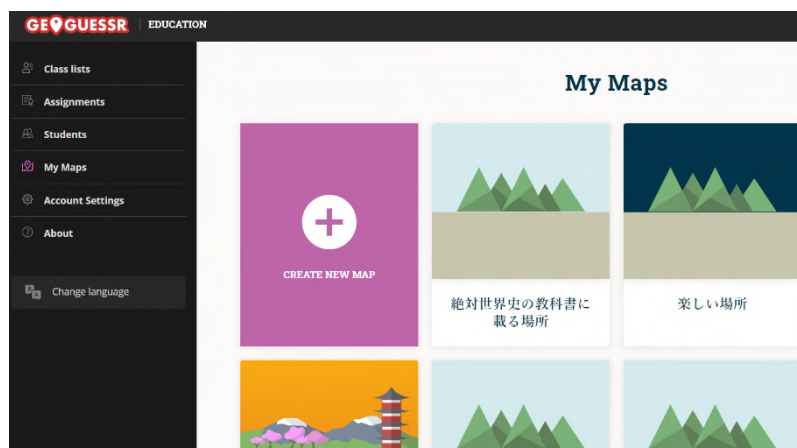 GEOGUESSR EDUCATION
Class lists
Assignments
Students
My Maps
Account Settings
About
Change language
My Maps
CREATE NEW MAP
絶対世界史の教科書に
載る場所
楽しい場所